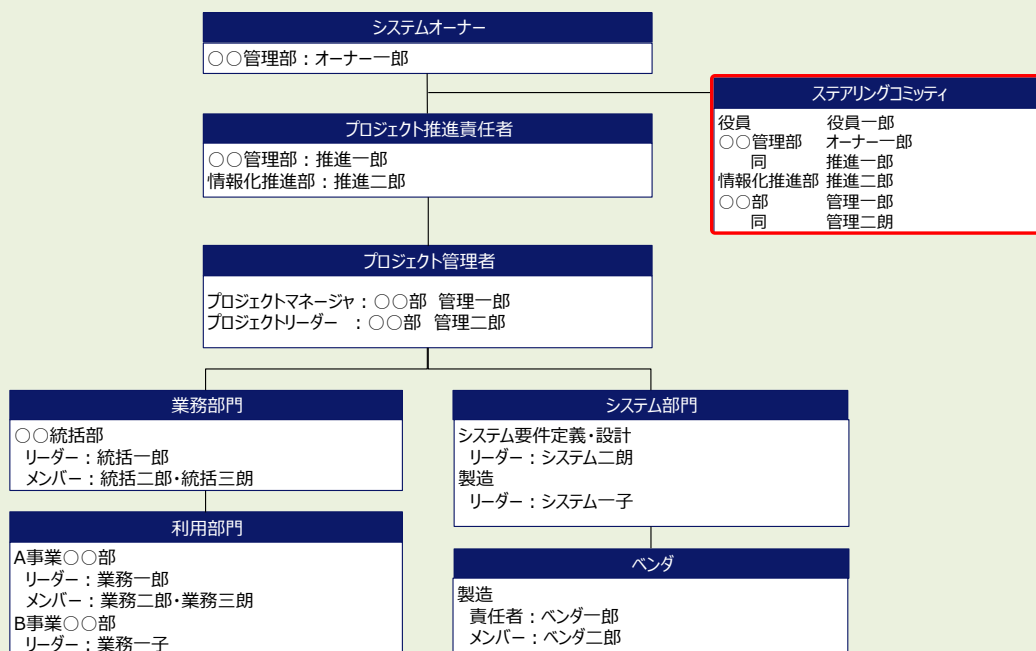 システムオーナー
○○管理部：オーナー一郎
ステアリングコミッティ
役員 役員一郎
○○管理部 オーナー一郎
同 推進一郎
情報化推進部 推進二郎
○○部 管理一郎
同 管理二朗
プロジェクト推進責任者
○○管理部：推進一郎
情報化推進部：推進二郎
プロジェクト管理者
プロジェクトマネージャ：○○部 管理一郎
プロジェクトリーダー ：○○部 管理二郎
業務部門
○○統括部
リーダー：統括一郎
メンバー：統括二郎・統括三朗
利用部門
A事業○○部
リーダー：業務一郎
メンバー：業務二郎・業務三朗
B事業○○部
リーダー：業務一子
システム部門
システム要件定義・設計
リーダー：システム二朗
製造
リーダー：システム一子
ベンダ
製造
責任者：ベンダ一郎
メンバー：ベンダ二郎